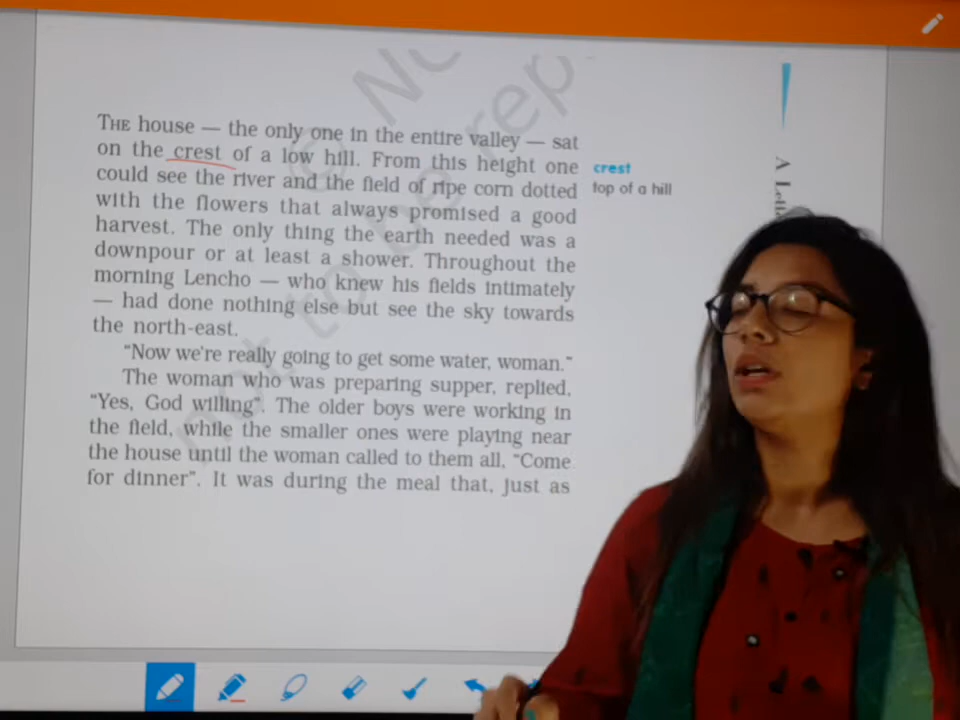 THE house — the only one in the entire valley — sat
on the crest of a low hill. From this height one
could see the river and the field of ripe corn dotted
with the flowers that always promised a good
harvest. The only thing the earth needed was a
downpour or at least a shower. Throughout the
morning Lencho — who knew his fields intimately
— had done nothing else but see the sky towards
the north-east.
"Now we're really going to get some water, woman."
The woman who was preparing supper, replied,
"Yes, God willing". The older boys were working in
the field, while the smaller ones were playing near
the house until the woman called to them all, "Come
for dinner". It was during the meal that, just as
crest
top of a hill
A
not to be rep